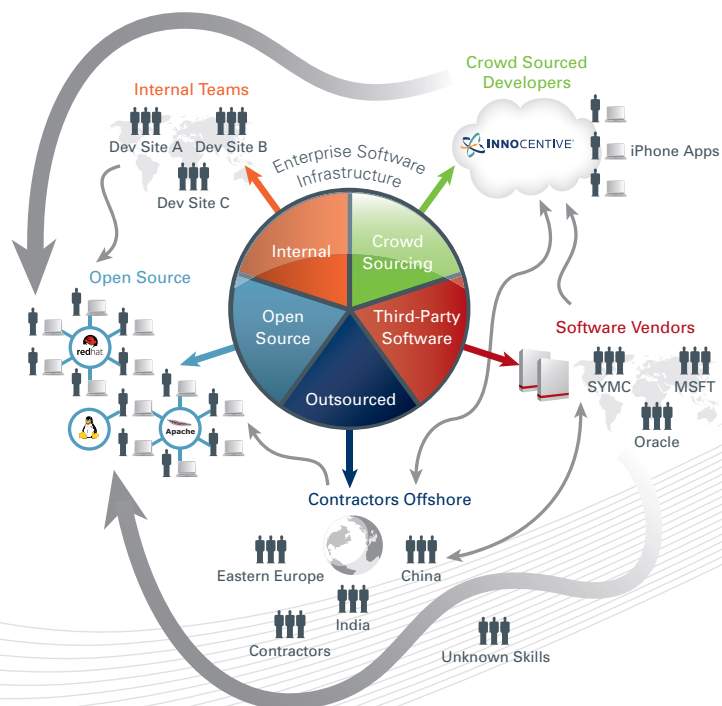 Crowd Sourced
Developers
Internal Teams
Dev Site A
Dev Site B
Dev Site C
INNOCENTIVE
iPhone Apps
Enterprise Software
Infrastructure
Internal
Crowd
Sourcing
Open
Source
Third-Party
Software
Outsourced
Open Source
redhat
Apache
Software Vendors
SYMC
MSFT
Oracle
Contractors Offshore
Eastern Europe
China
India
Contractors
Unknown Skills